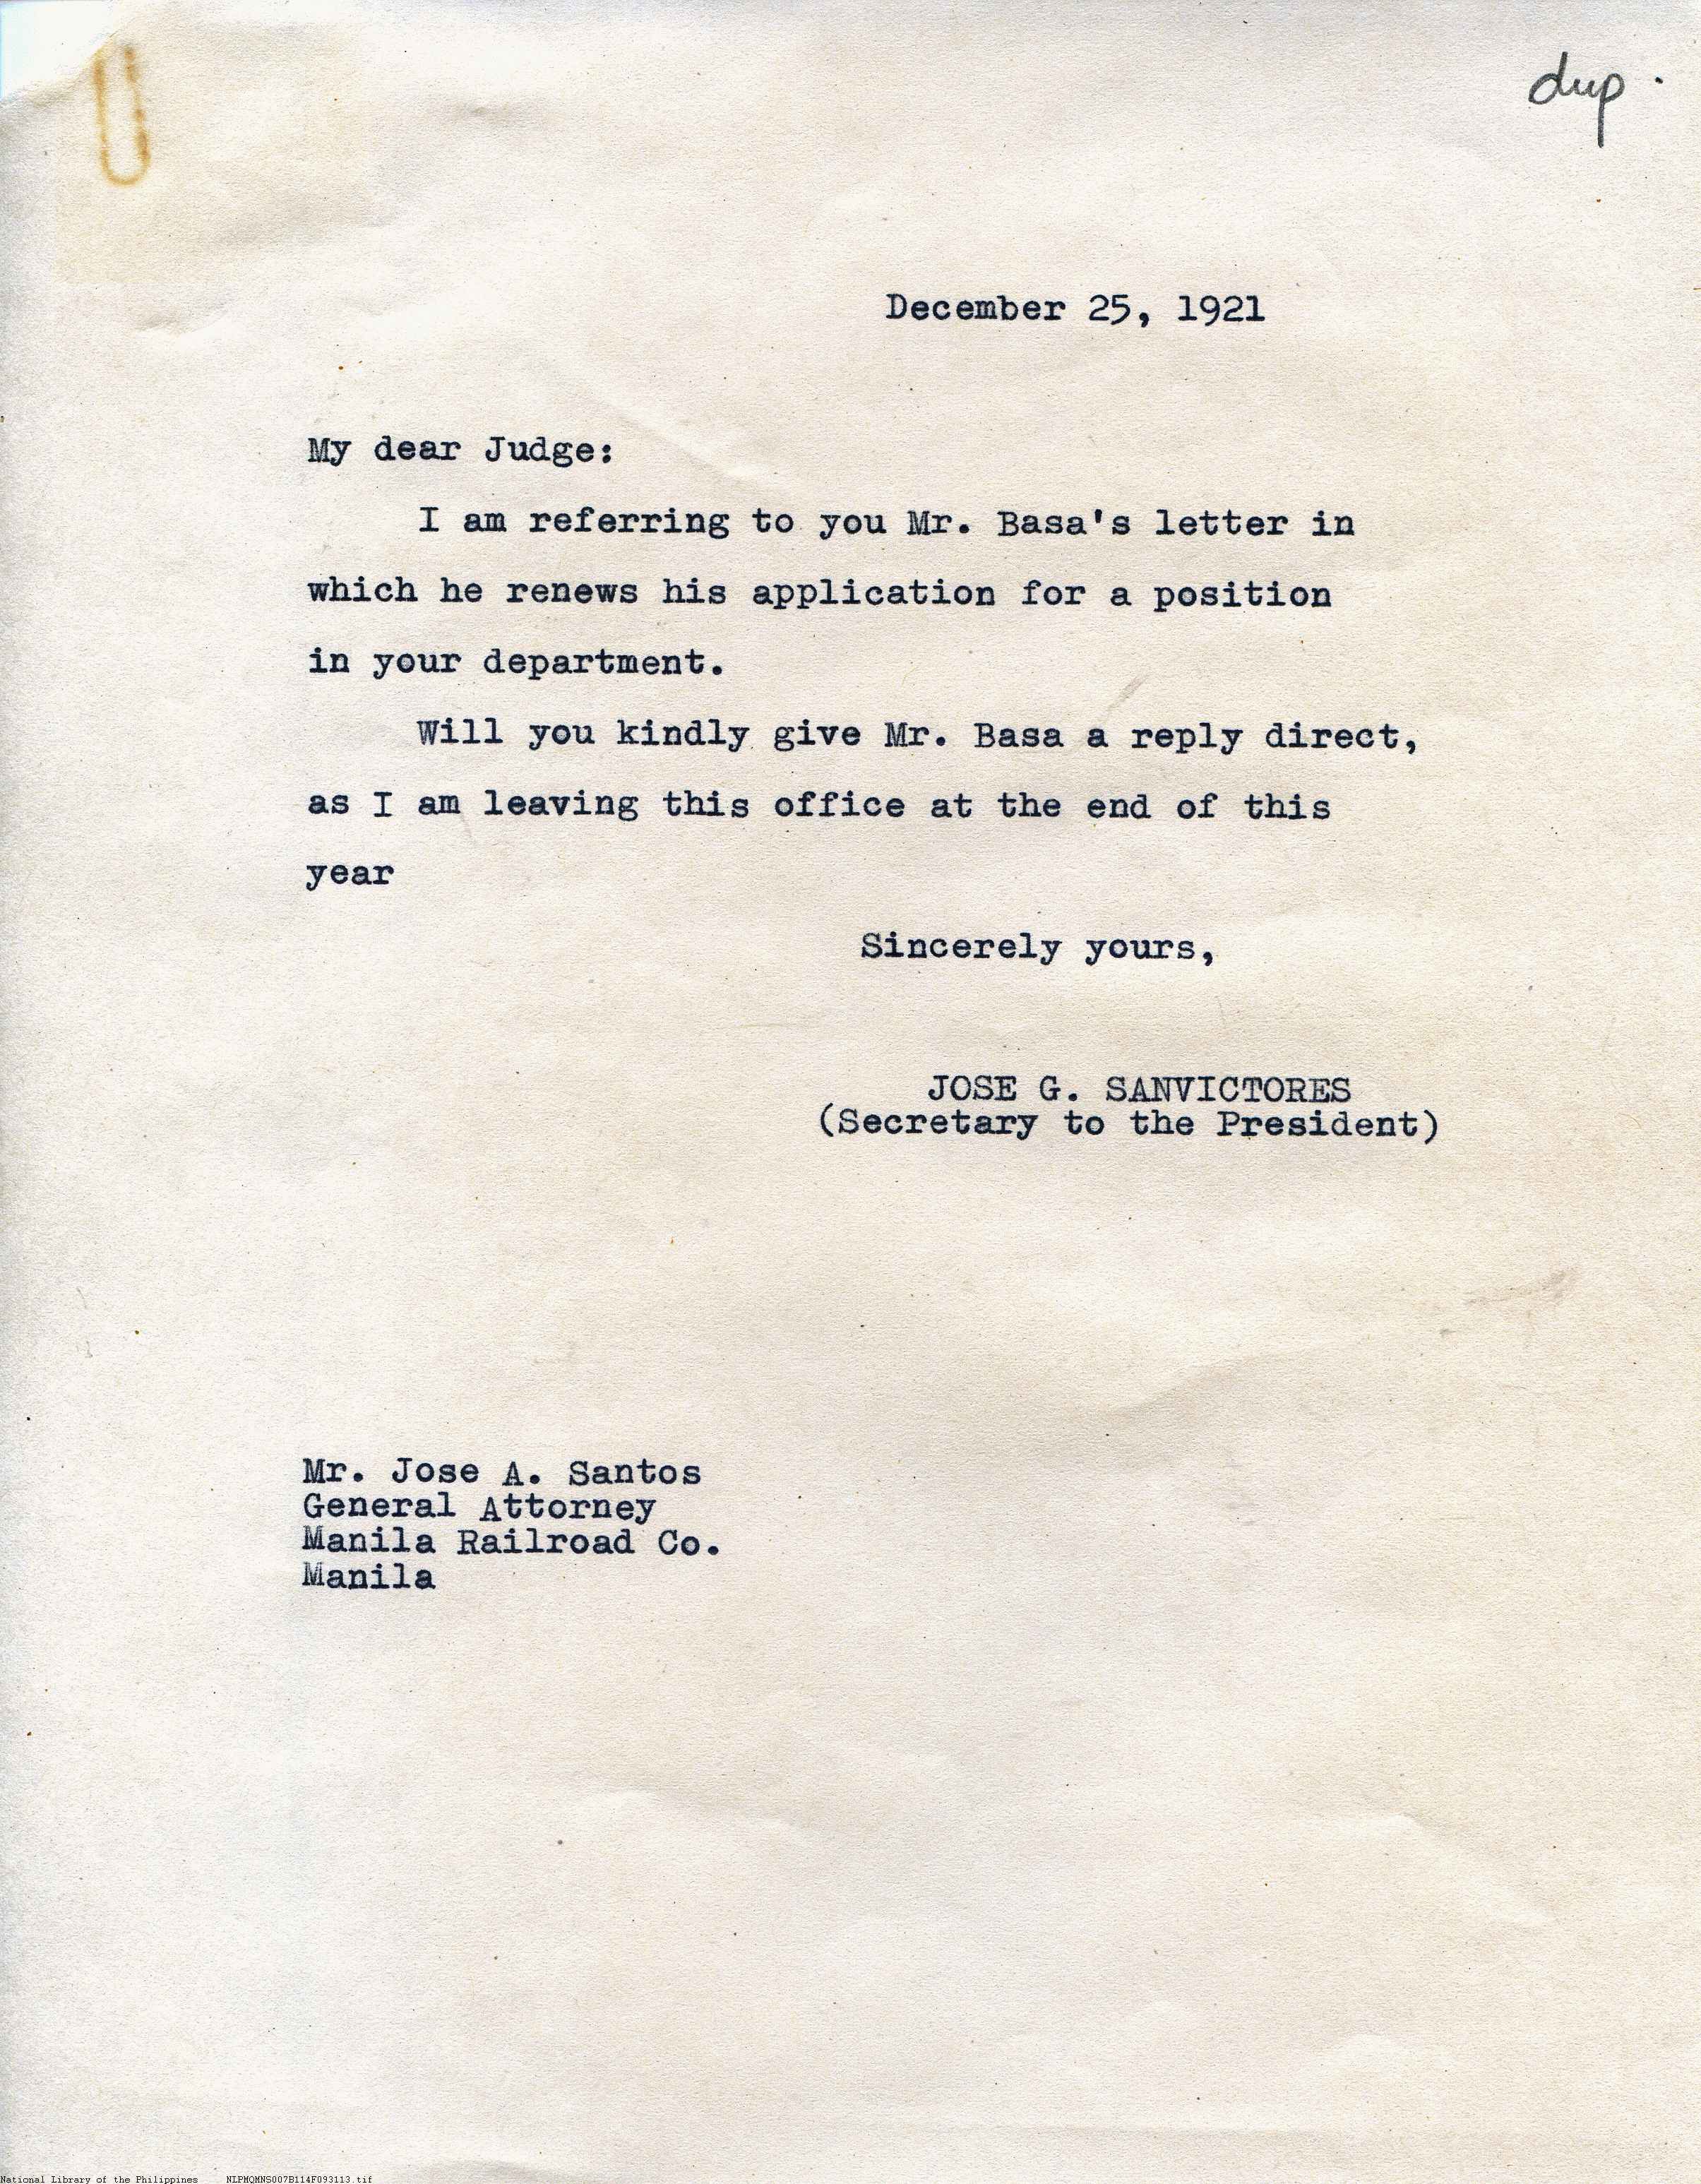 dup.
December 25, 1921
My dear Judge:
I am referring to you Mr. Basa's letter in
which he renews his application for a position
in your department.
Will you kindly give Mr. Basa a reply direct,
as I am leaving this office at the end of this
year
Sincerely yours,
JOSE G. SANVICTORES
(Secretary to the President)
Mr. Jose A. Santos
General Attorney
Manila Railroad Co.
Manila
National Library of the Philippines NLPMQMNS007B114F093113.tif